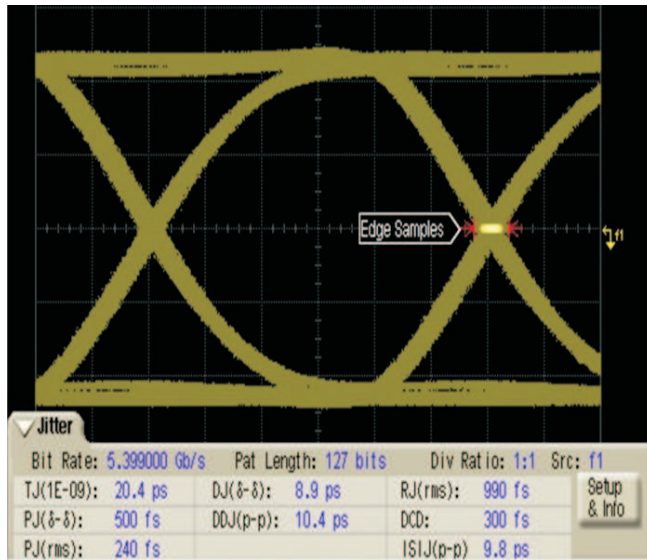 Edge Samples
f1
Jitter
Bit Rate: 5.399000 Gb/s Pat Length: 127 bits Div Ratio: 1:1 Src: f1
TJ(1E-09): 20.4 ps DJ(δ-δ): 8.9 ps RJ(rms): 990 fs
PJ(δ-δ): 500 fs DDJ(p-p): 10.4 ps DCD: 300 fs
PJ(rms): 240 fs ISIJ(p-p) 9.8 ps
Setup
& Info